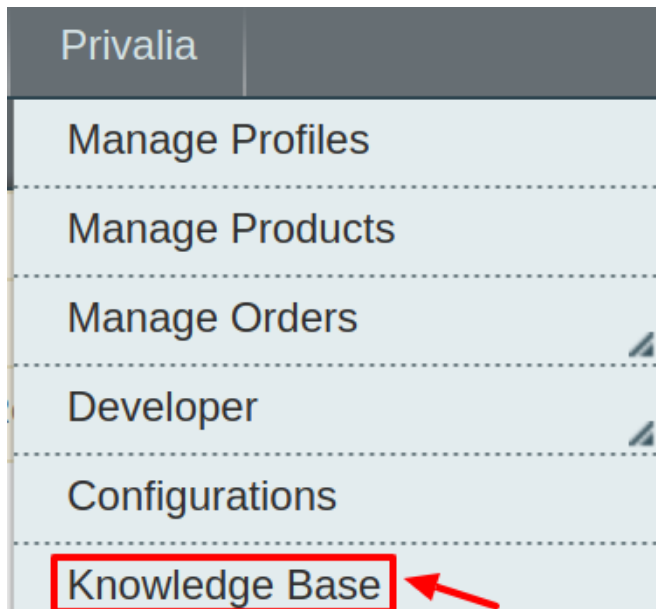 Privalia
Manage Profiles
Manage Products
Manage Orders
Developer
Configurations
Knowledge Base